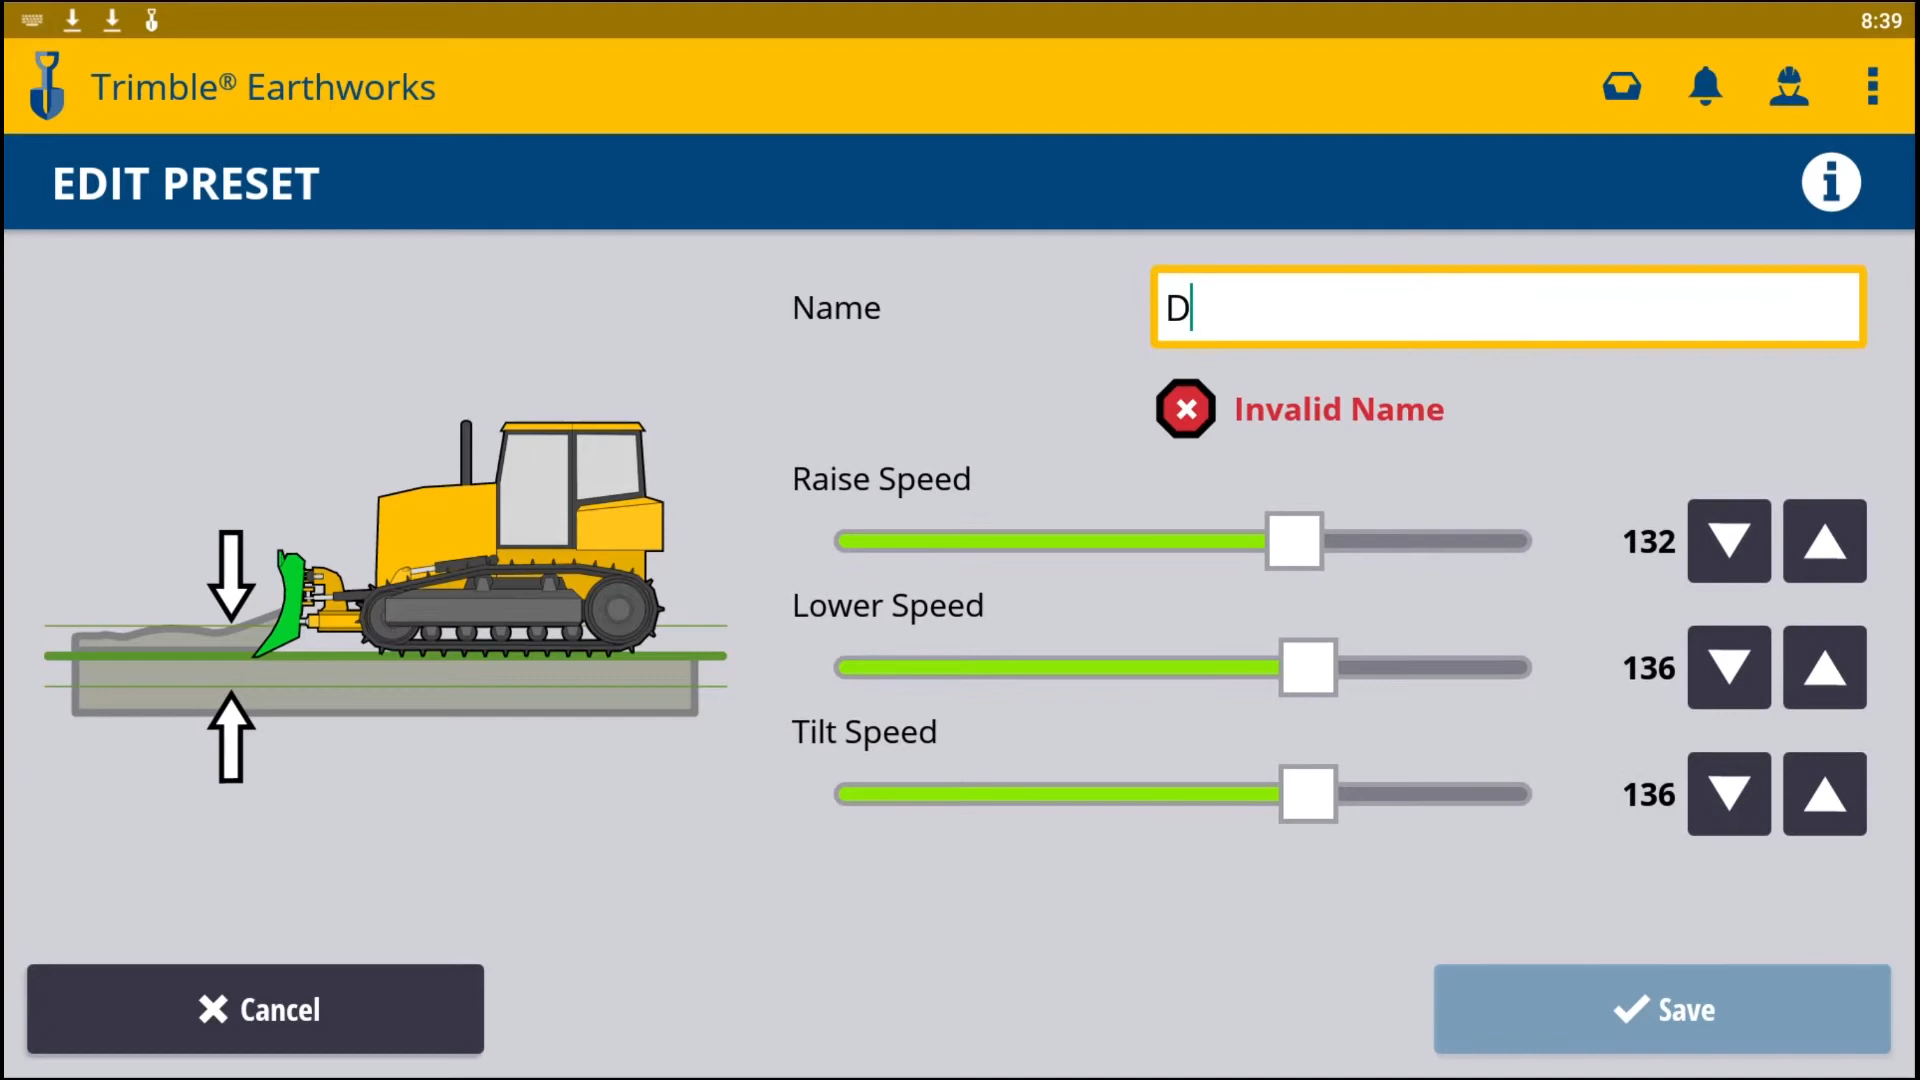 8:39
Trimble® Earthworks
EDIT PRESET
Name
D
Invalid Name
Raise Speed
132
Lower Speed
136
Tilt Speed
136
Cancel
Save